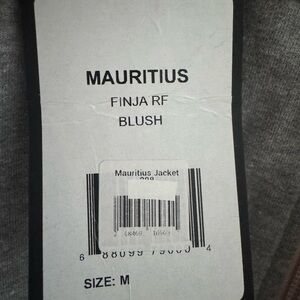 MAURITIUS
FINJA RF
BLUSH
Mauritius Jacket
SIZE: M